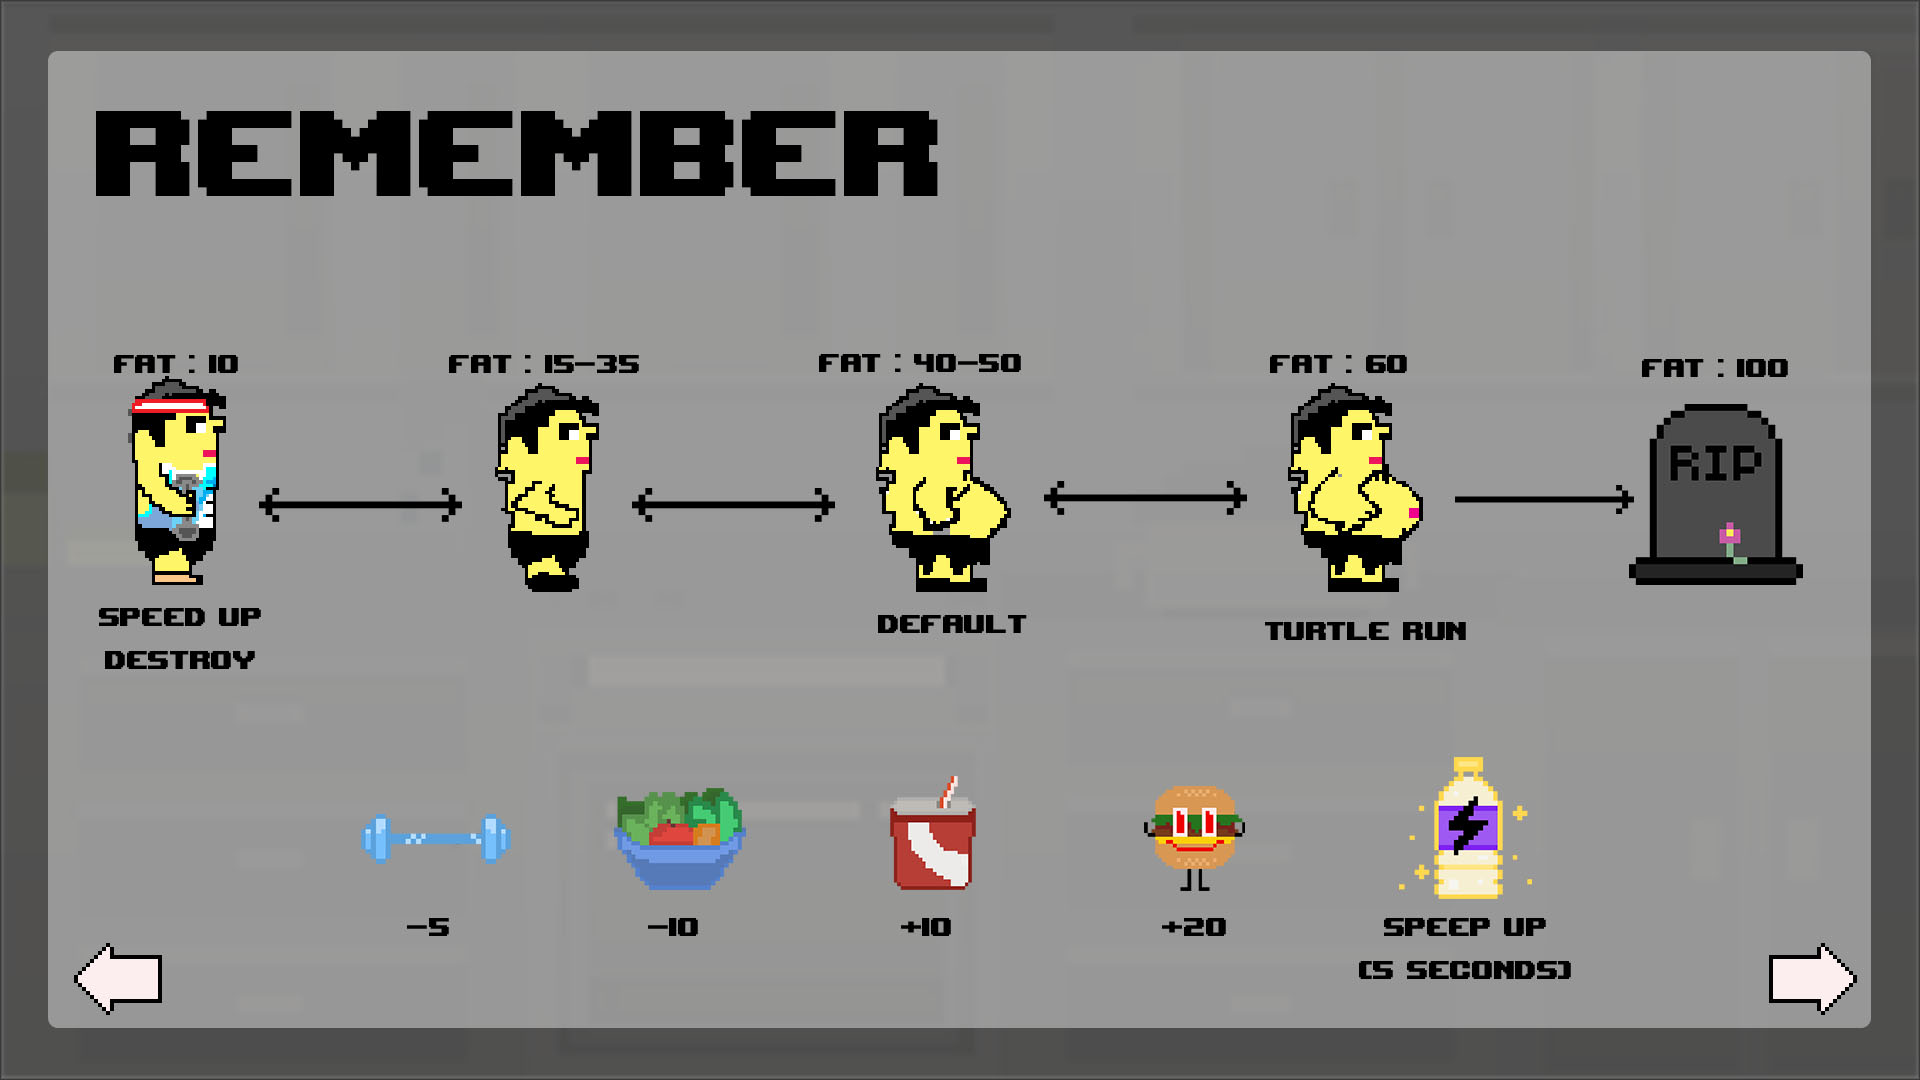 REMEMBER
FAT : 10
FAT : 15-35
FAT : 40-50
FAT : 60
FAT : 100
RIP
SPEED UP
DESTROY
DEFAULT
TURTLE RUN
-5
-10
+10
+20
SPEEP UP
(5 SECONDS)